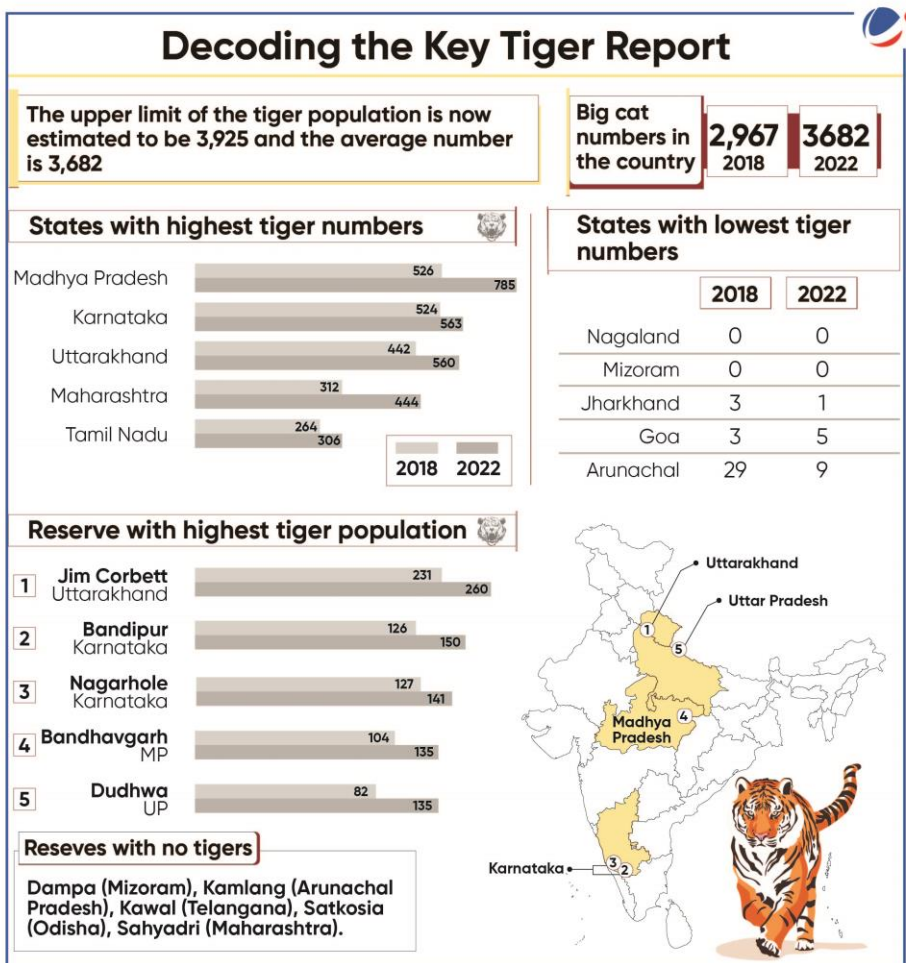 Decoding the Key Tiger Report
The upper limit of the tiger population is now
estimated to be 3,925 and the average number
is 3,682
Big cat
numbers in
the country
2,967
2018
3682
2022
States with highest tiger numbers
Madhya Pradesh
526
785
Karnataka
524
563
Uttarakhand
442
560
Maharashtra
312
444
Tamil Nadu
264
306
2018 2022
States with lowest tiger
numbers
2018 2022
Nagaland 0 0
Mizoram 0 0
Jharkhand 3 1
Goa 3 5
Arunachal 29 9
Reserve with highest tiger population
1 Jim Corbett
Uttarakhand
231
260
2 Bandipur
Karnataka
126
150
3 Nagarhole
Karnataka
127
141
4 Bandhavgarh
MP
104
135
5 Dudhwa
UP
82
135
Reseves with no tigers
Dampa (Mizoram), Kamlang (Arunachal
Pradesh), Kawal (Telangana), Satkosia
(Odisha), Sahyadri (Maharashtra).
Uttarakhand
1
Uttar Pradesh
5
Madhya
Pradesh
4
Karnataka
3
2